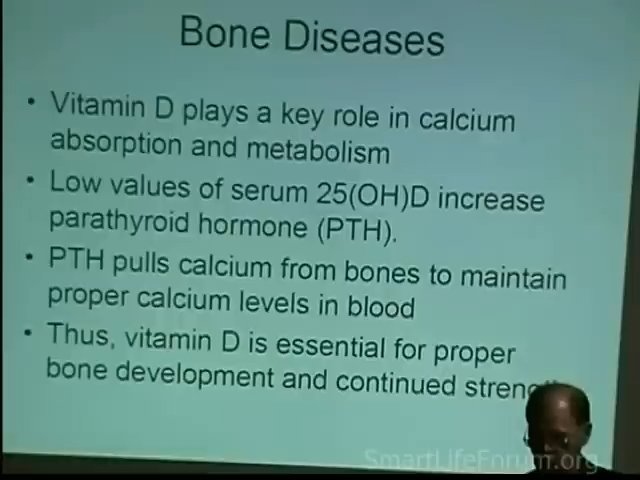 Bone Diseases
• Vitamin D plays a key role in calcium
absorption and metabolism
• Low values of serum 25(OH)D increase
parathyroid hormone (PTH).
• PTH pulls calcium from bones to maintain
proper calcium levels in blood
• Thus, vitamin D is essential for proper
bone development and continued
SmartLifeForum.org